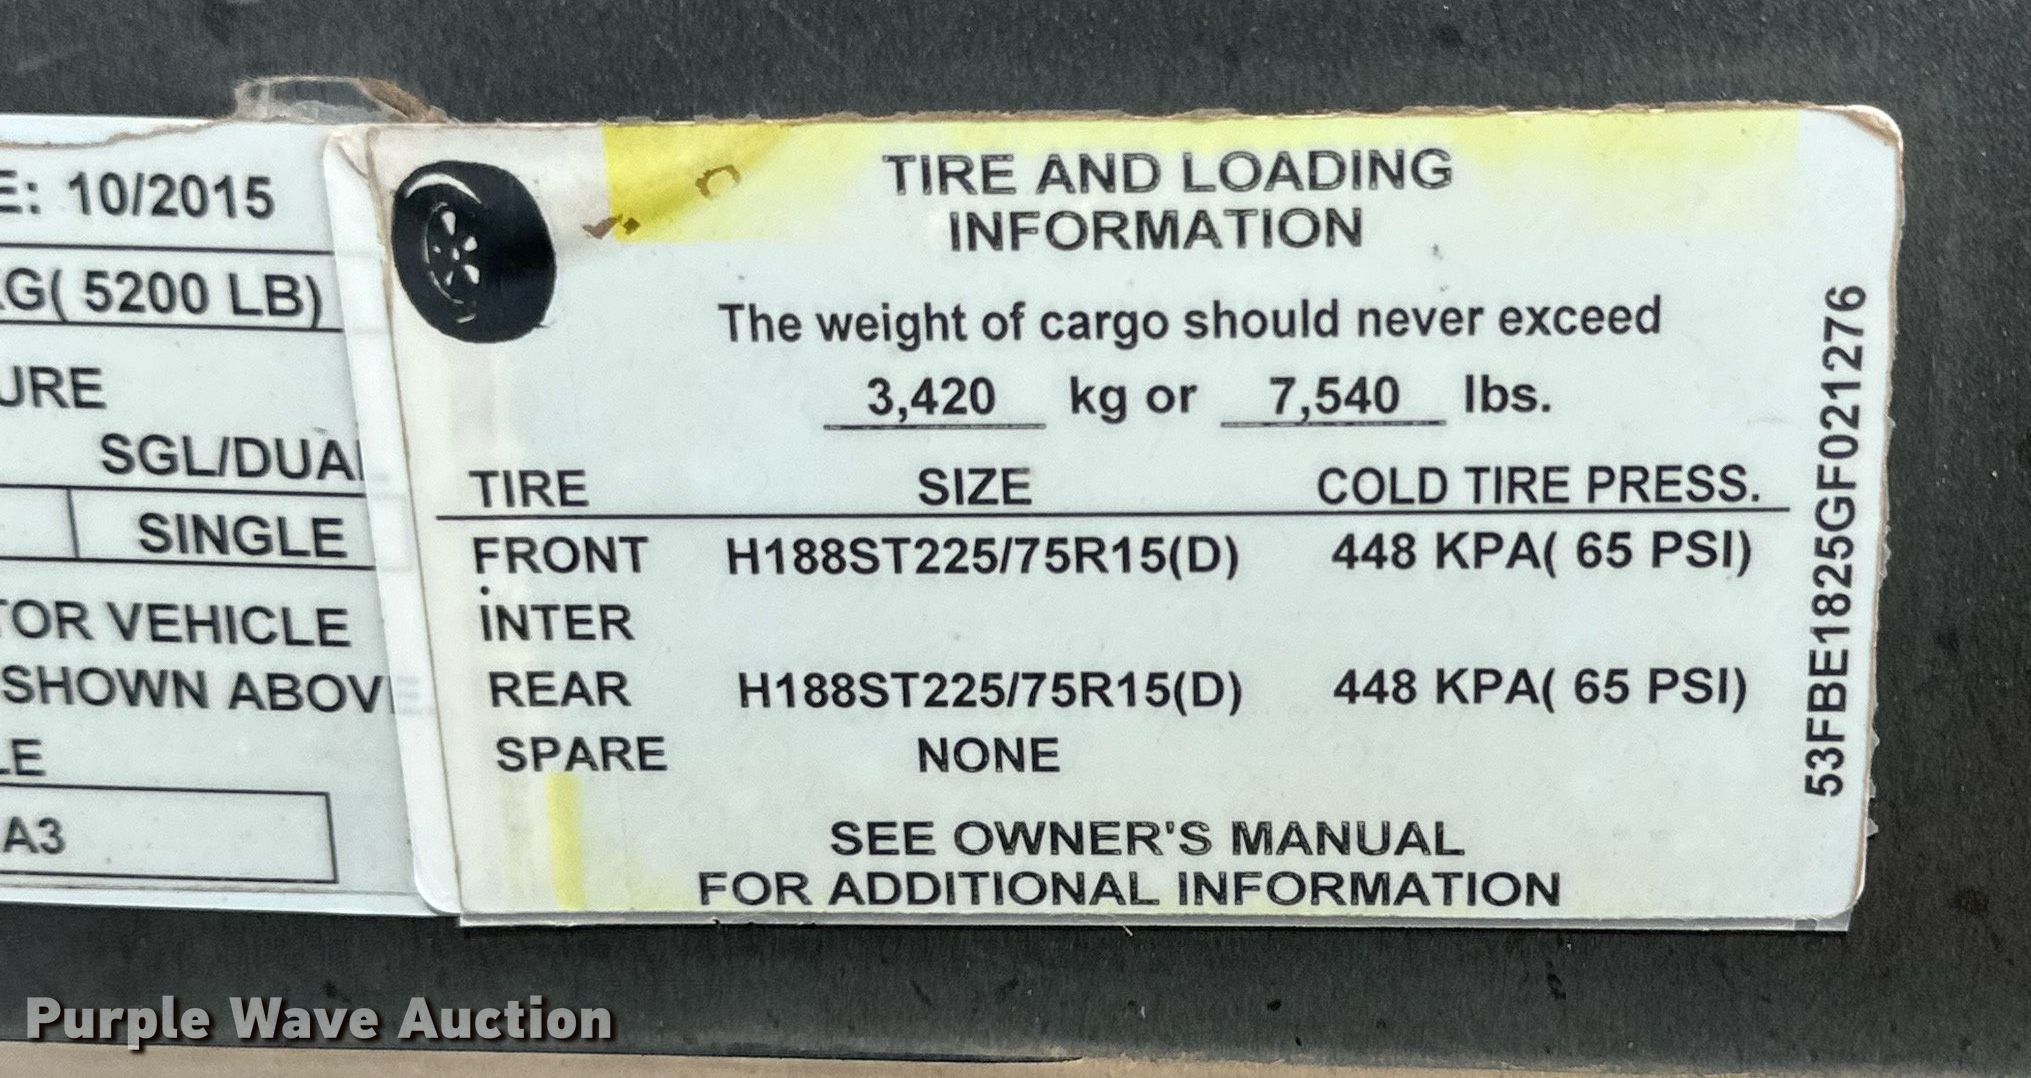 E: 10/2015
KG( 5200 LB)
URE
SGL/DUAL
SINGLE
TOR VEHICLE
SHOWN ABOVE
LE
A3
TIRE AND LOADING
INFORMATION
The weight of cargo should never exceed
3,420 kg or 7,540 lbs.
TIRE SIZE COLD TIRE PRESS.
FRONT H188ST225/75R15(D) 448 KPA( 65 PSI)
INTER
REAR H188ST225/75R15(D) 448 KPA( 65 PSI)
SPARE NONE
SEE OWNER'S MANUAL
FOR ADDITIONAL INFORMATION
53FBE1825GF021276
Purple Wave Auction